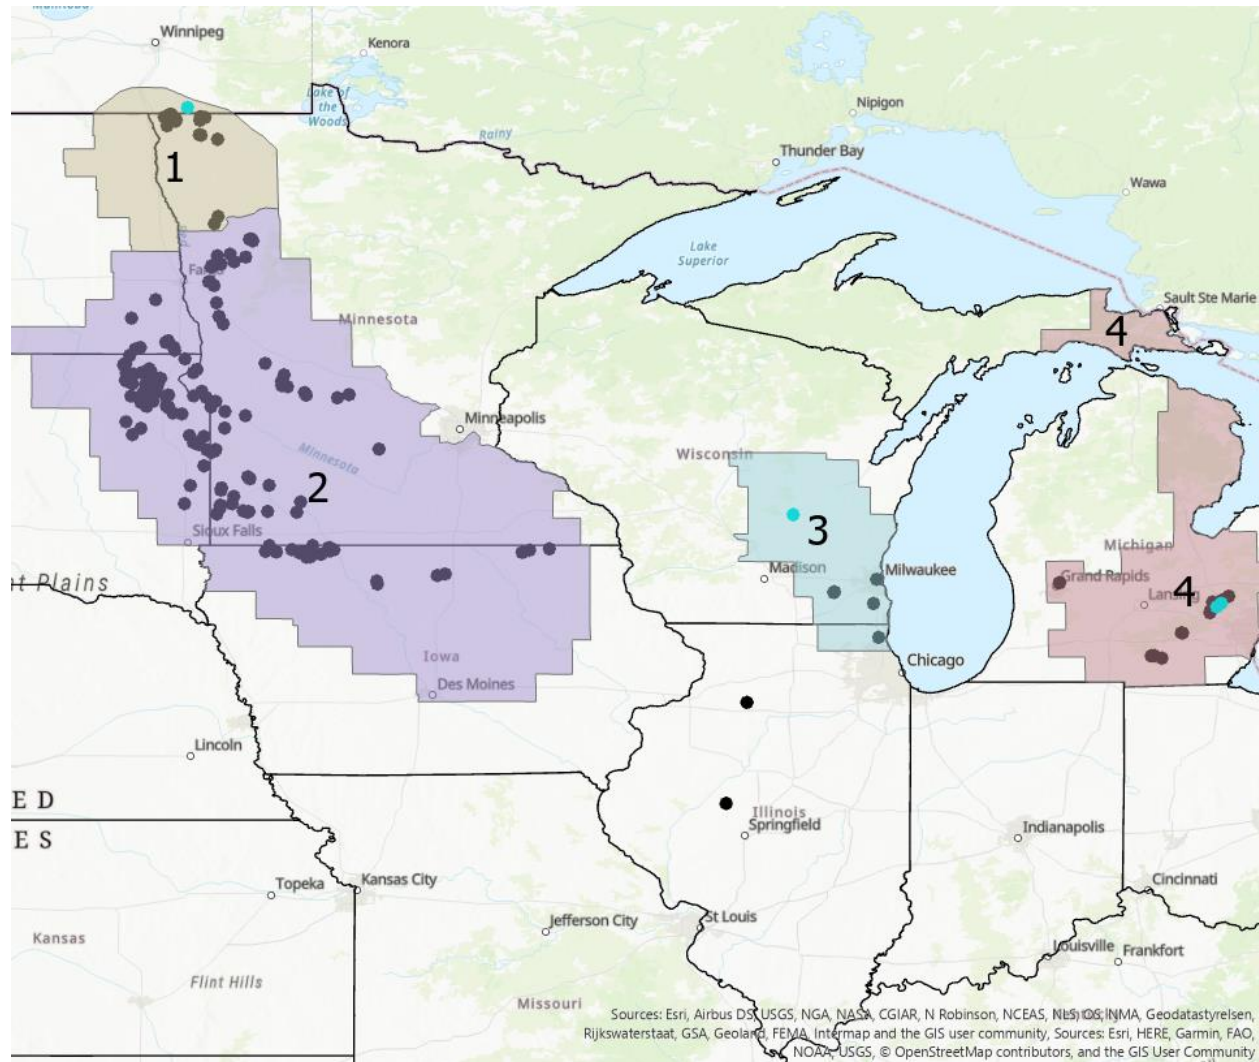 Winnipeg
Kenora
Lake of
the
Woods
Nipigon
Rainy
Thunder Bay
1
Wawa
Lake
Superior
Sault Ste Marie
Minnesota
4
Minneapolis
Wisconsin
Minnesota
2
3
Sioux Falls
Michigan
Madison
Milwaukee
Grand Rapids
Lansing
4
t Plains
Iowa
Chicago
Des Moines
Lincoln
E D
Illinois
Springfield
Indianapolis
E S
Topeka
Kansas City
Cincinnati
Jefferson City
St Louis
Kansas
Louisville
Frankfort
Flint Hills
Missouri
Sources: Esri, Airbus DS, USGS, NGA, NASA, CGIAR, N Robinson, NCEAS, NLS, OS, NMA, Geodatastyrelsen,
Rijkswaterstaat, GSA, Geoland, FEMA, Intermap and the GIS user community, Sources: Esri, HERE, Garmin, FAO,
NOAA, USGS, © OpenStreetMap contributors, and the GIS User Community